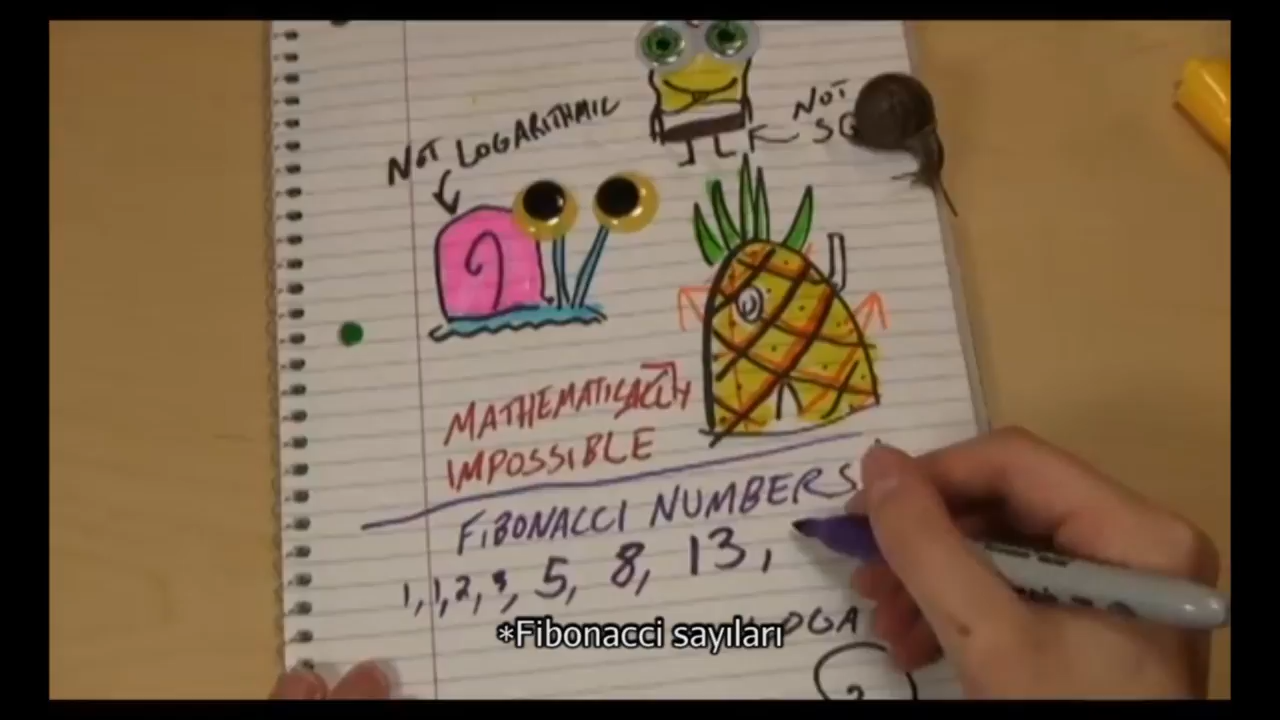 NOT
NOT LOGARITHMIC
MATHEMATICALLY
IMPOSSIBLE
FIBONACCI NUMBERS
1, 1, 2, 3, 5, 8, 13,
*Fibonacci sayıları